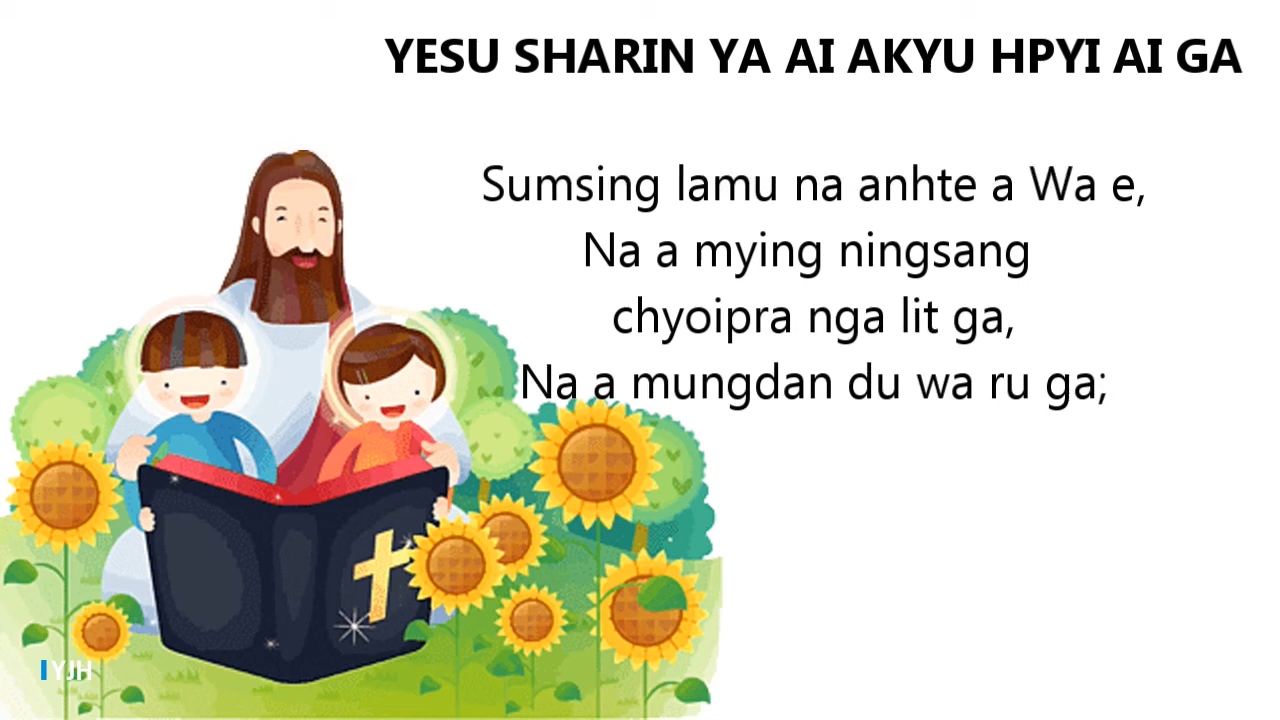 YESU SHARIN YA AI AKYU HPYI AI GA
Sumsing lamu na anhte a Wa e,
Na a mying ningsang
chyoipra nga lit ga,
Na a mungdan du wa ru ga;
YJH